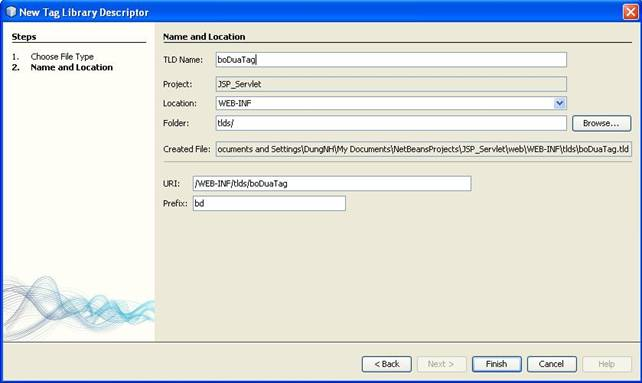 New Tag Library Descriptor
Steps
1. Choose File Type
2. Name and Location
Name and Location
TLD Name: boDuaTag
Project: JSP_Servlet
Location: WEB-INF
Folder: tlds/ Browse...
Created File: ocuments and Settings\DungNH\My Documents\NetBeansProjects\JSP_Servlet\web\WEB-INF\tlds\boDuaTag.tld
URI: /WEB-INF/tlds/boDuaTag
Prefix: bd
< Back Next > Finish Cancel Help